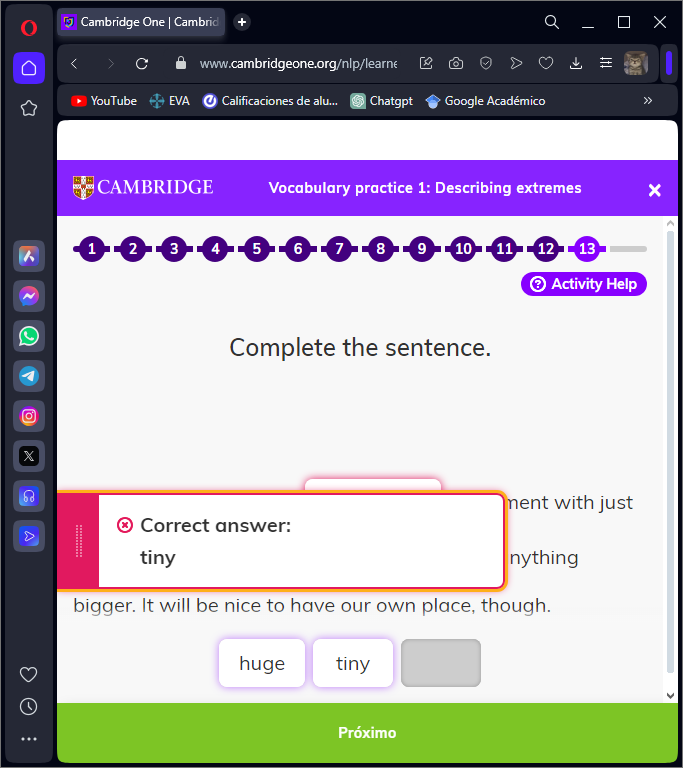 Cambridge One | Cambrid
www.cambridgeone.org/nlp/learne
YouTube EVA Calificaciones de alu... Chatgpt Google Académico »
CAMBRIDGE Vocabulary practice 1: Describing extremes
1 2 3 4 5 6 7 8 9 10 11 12 13
Activity Help
Complete the sentence.
ment with just
Correct answer:
tiny
nything
bigger. It will be nice to have our own place, though.
huge tiny
Próximo